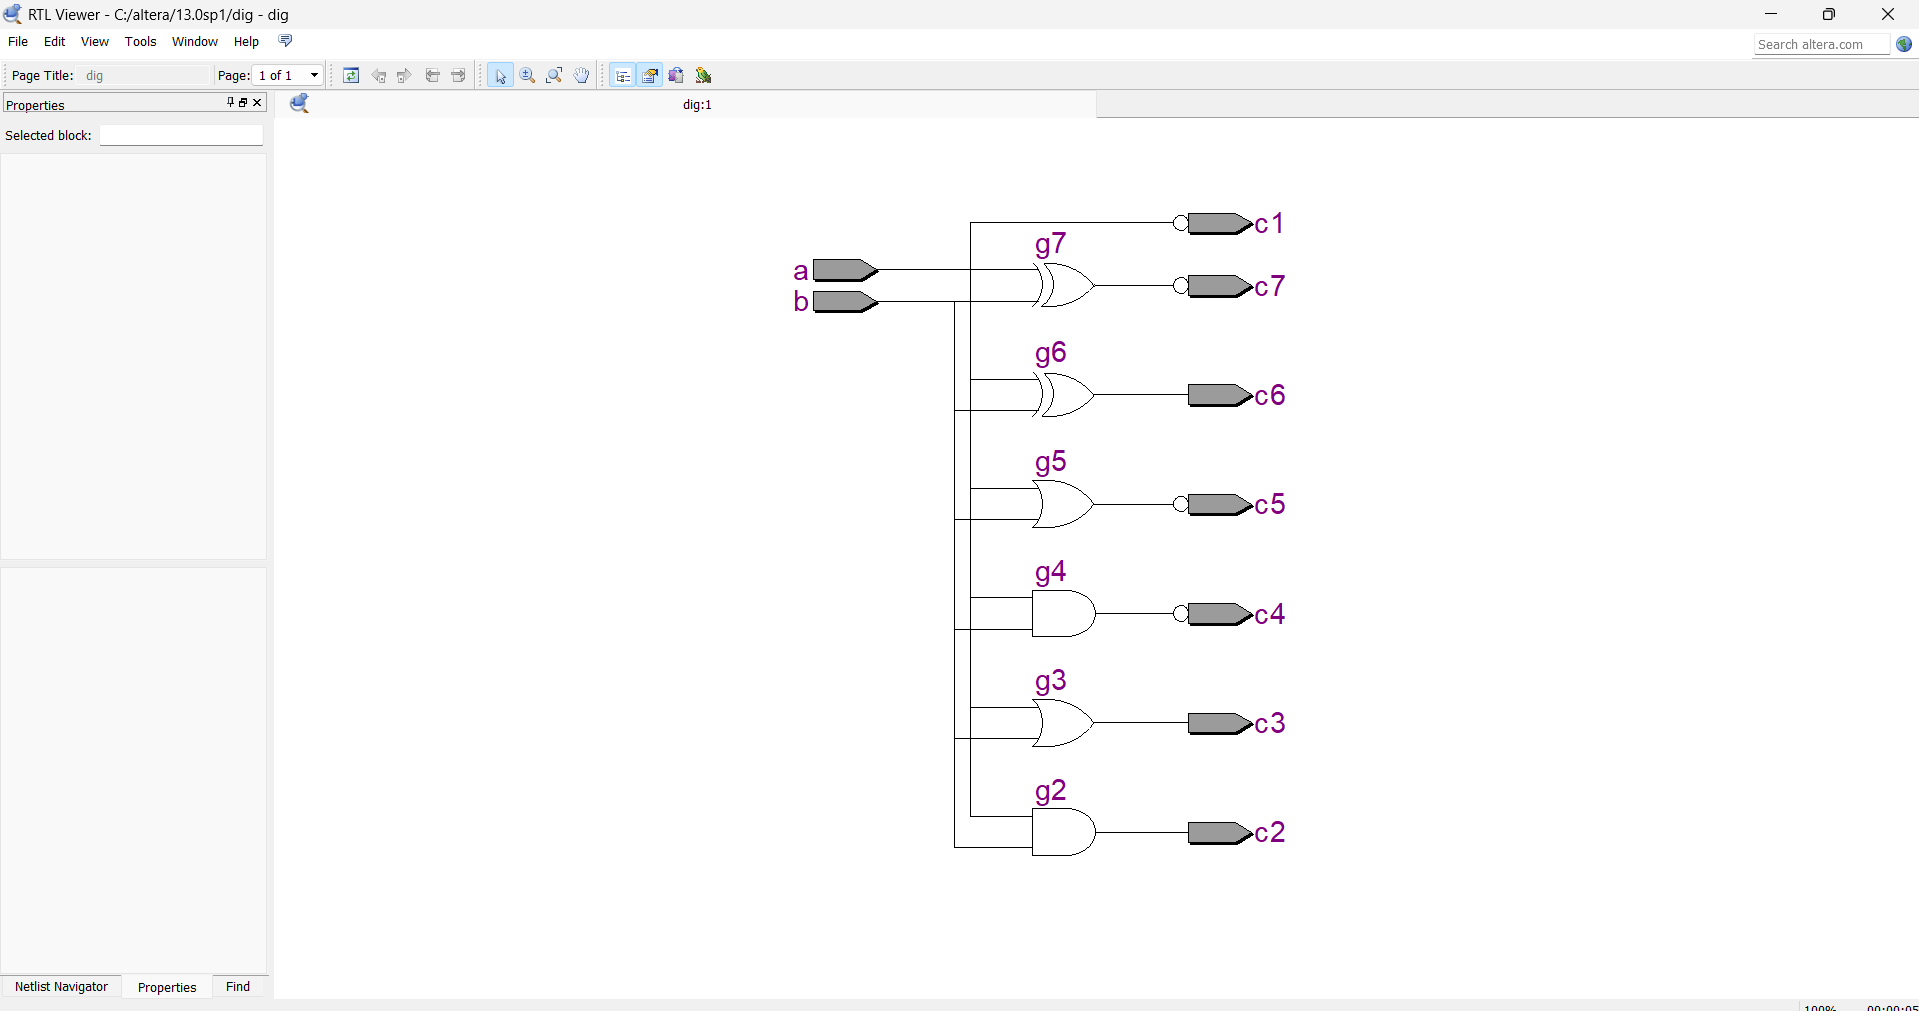 RTL Viewer - C:/altera/13.0sp1/dig - dig
File Edit View Tools Window Help
Search altera.com
Page Title: dig Page: 1 of 1
Properties
dig:1
Selected block:
c1
g7
a
c7
b
g6
c6
g5
c5
g4
c4
g3
c3
g2
c2
Netlist Navigator Properties Find
100% 00:00:05